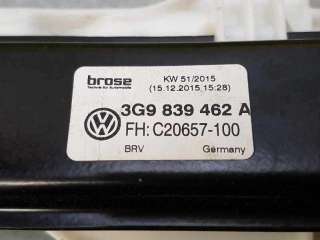 brose
Technik für Automobile
KW 51/2015
(15.12.2015 15:28)
3G9 839 462 A
FH: C20657-100
BRV Germany